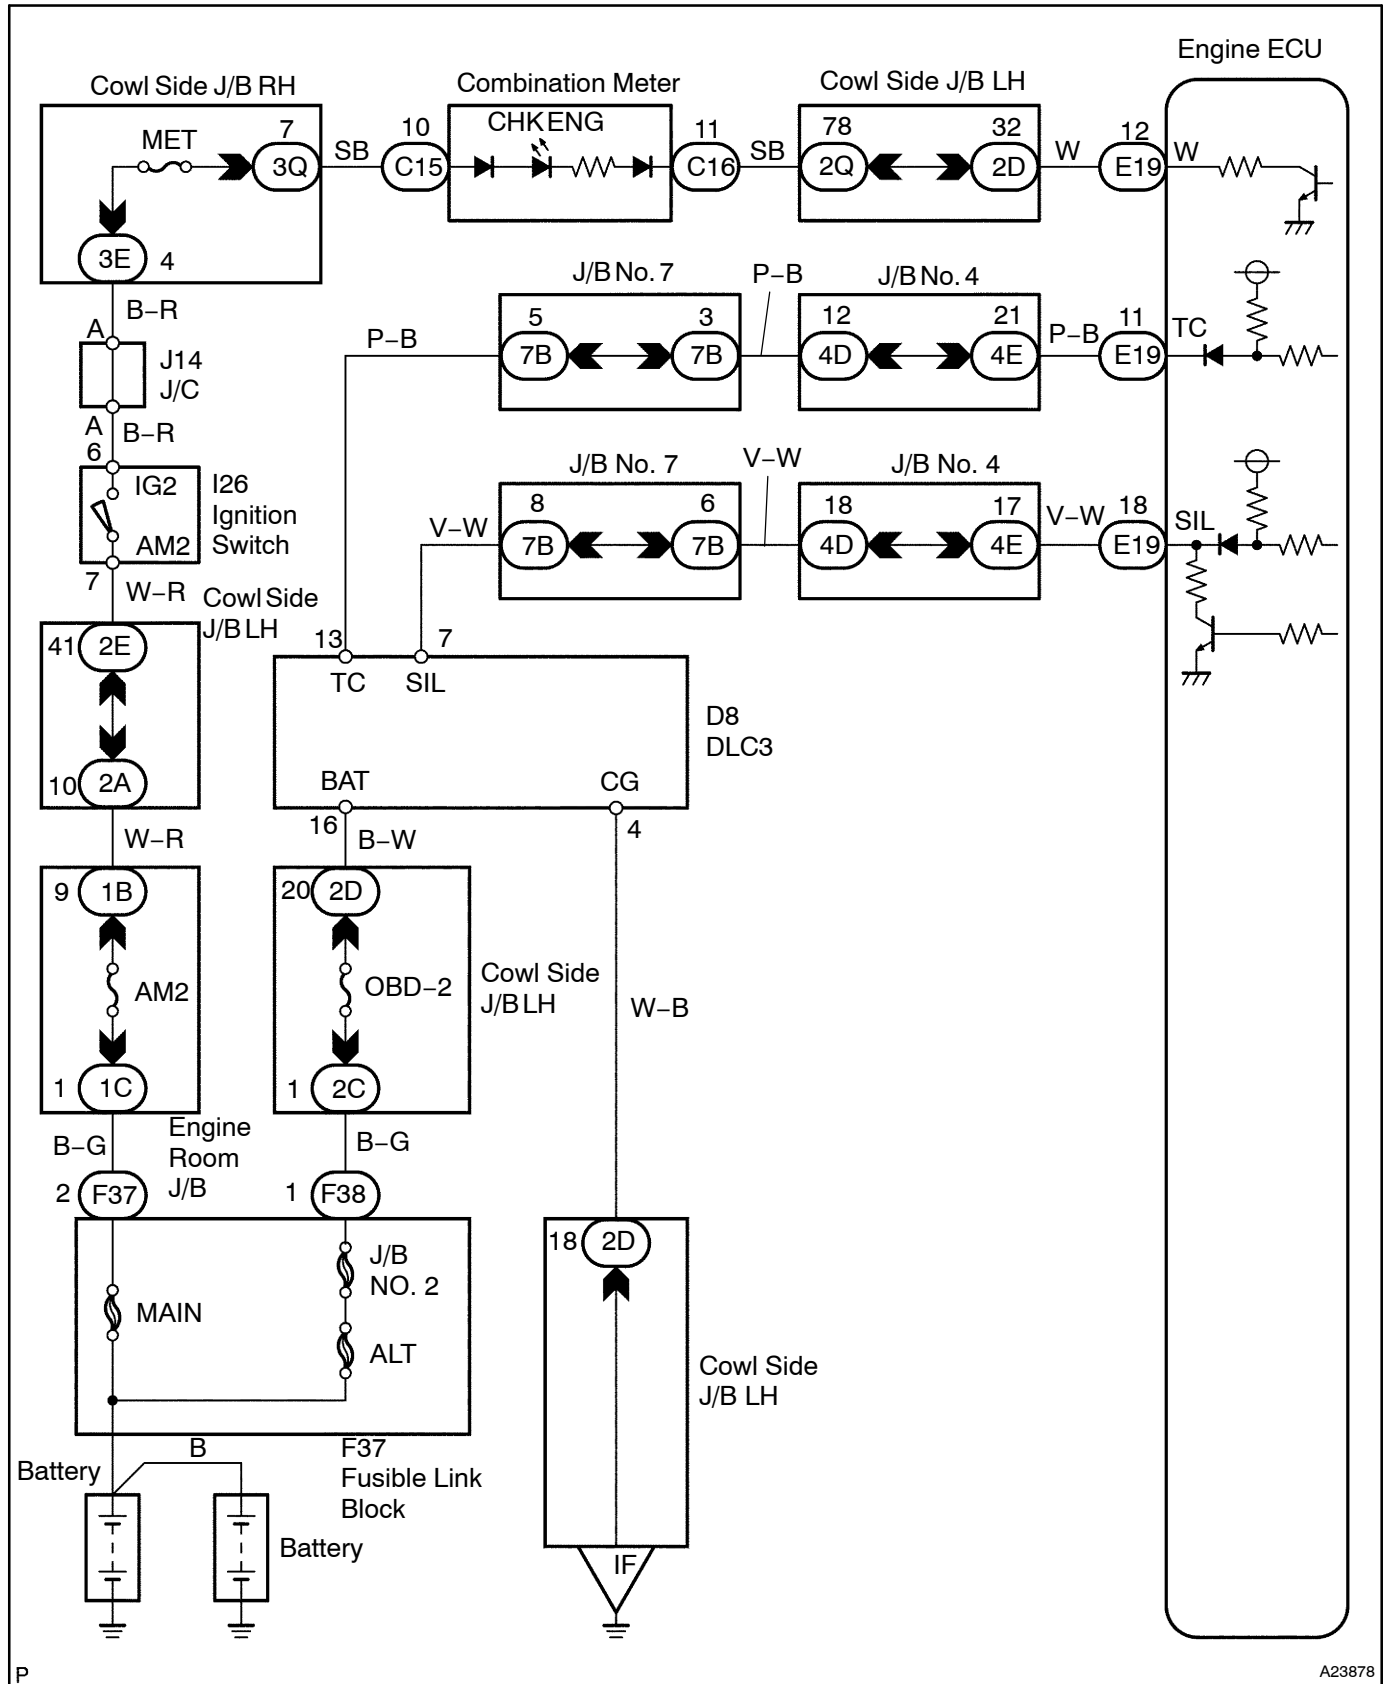 Engine ECU
Cowl Side J/B RH
Combination Meter
Cowl Side J/B LH
MET
7
3Q
SB
10
C15
CHK ENG
11
C16
SB
78
2Q
32
2D
W
12
E19
W
3E
4
B-R
A
J14
J/C
A
B-R
6
IG2
AM2
I26
Ignition
Switch
7
W-R
J/B No. 7
P-B
J/B No. 4
P-B
5
7B
3
7B
12
4D
21
4E
P-B
11
E19
TC
J/B No. 7
V-W
J/B No. 4
V-W
8
7B
6
7B
18
4D
17
4E
V-W
18
E19
SIL
Cowl Side
J/B LH
41
2E
10
2A
W-R
13
7
TC
SIL
D8
DLC3
BAT
CG
16
4
B-W
W-B
9
1B
AM2
1
1C
Engine
Room
J/B
B-G
20
2D
OBD-2
1
2C
Cowl Side
J/B LH
B-G
2
F37
1
F38
MAIN
J/B
NO. 2
ALT
F37
Fusible Link
Block
18
2D
Cowl Side
J/B LH
IF
Battery
B
Battery
P
A23878